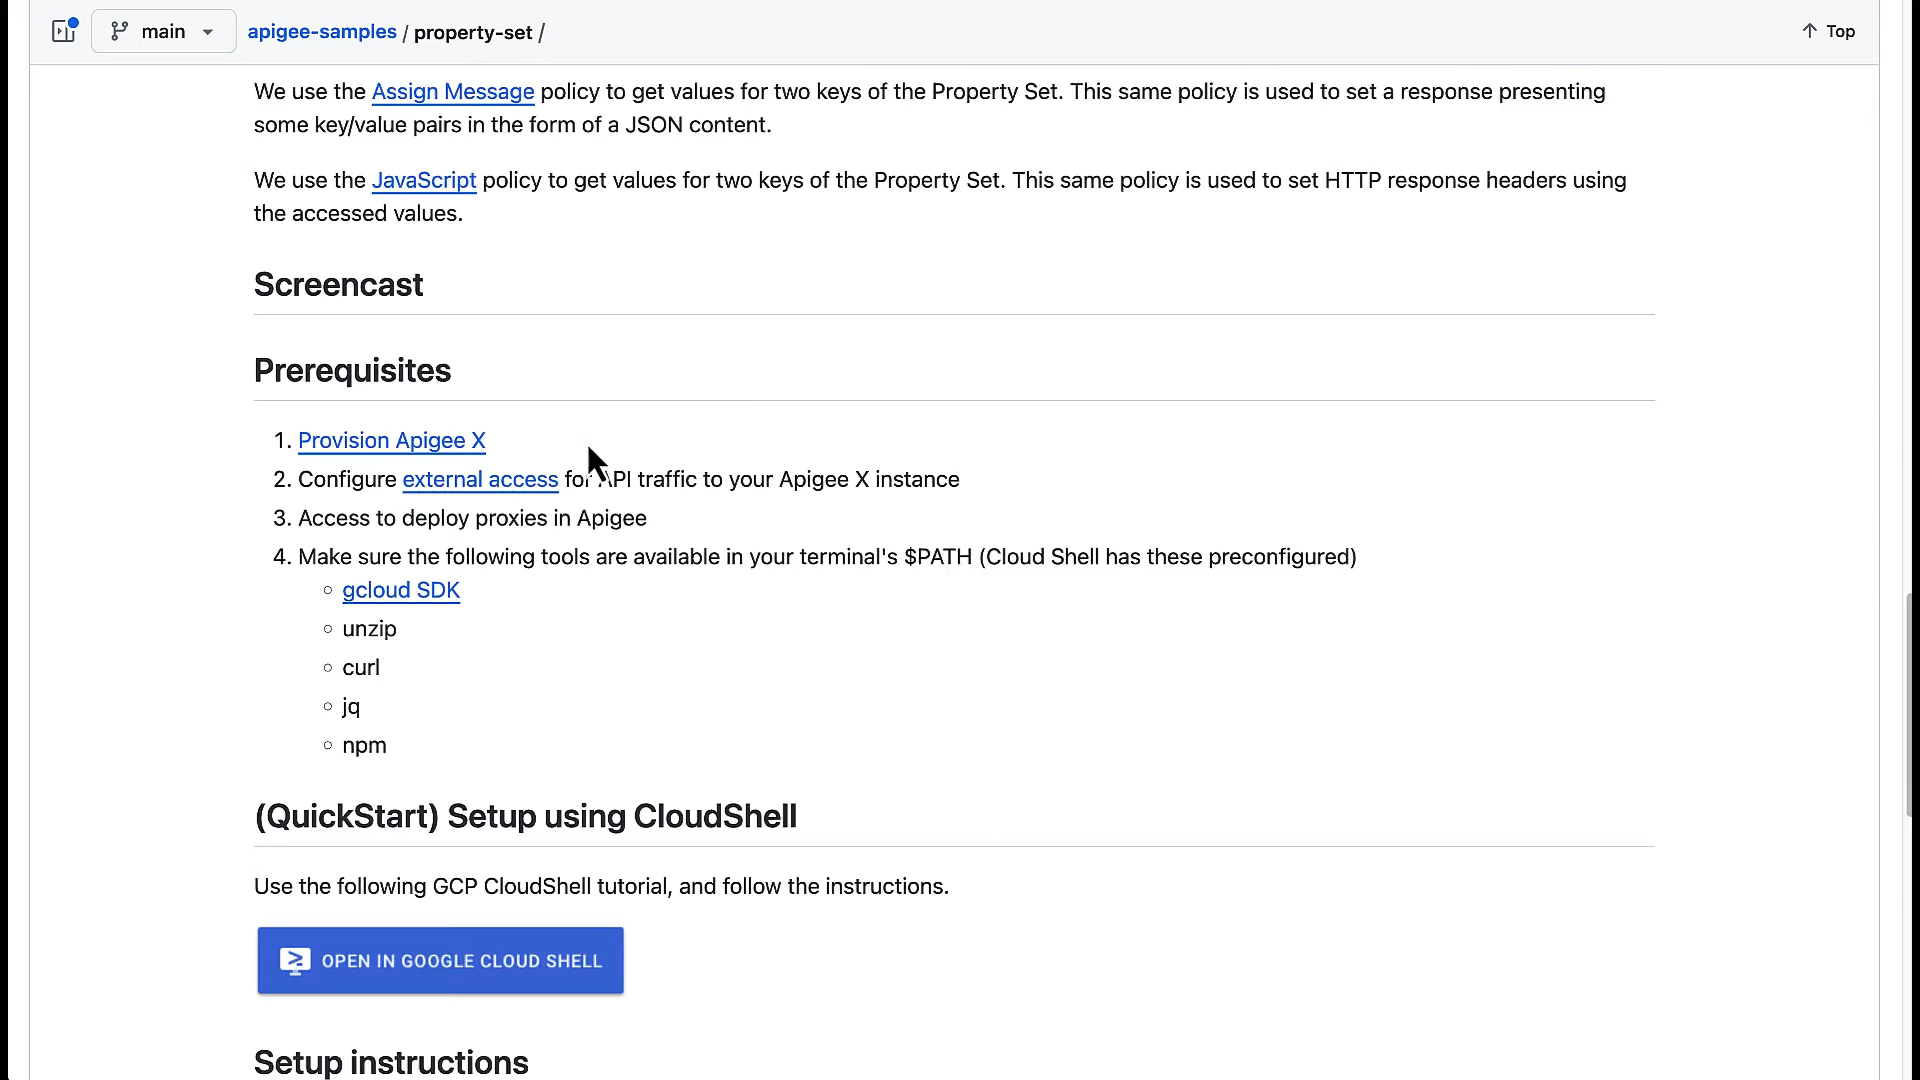 main
apigee-samples / property-set /
Top
We use the Assign Message policy to get values for two keys of the Property Set. This same policy is used to set a response presenting
some key/value pairs in the form of a JSON content.
We use the JavaScript policy to get values for two keys of the Property Set. This same policy is used to set HTTP response headers using
the accessed values.
Screencast
Prerequisites
1. Provision Apigee X
2. Configure external access for API traffic to your Apigee X instance
3. Access to deploy proxies in Apigee
4. Make sure the following tools are available in your terminal's $PATH (Cloud Shell has these preconfigured)
gcloud SDK
unzip
curl
jq
npm
(QuickStart) Setup using CloudShell
Use the following GCP CloudShell tutorial, and follow the instructions.
OPEN IN GOOGLE CLOUD SHELL
Setup instructions